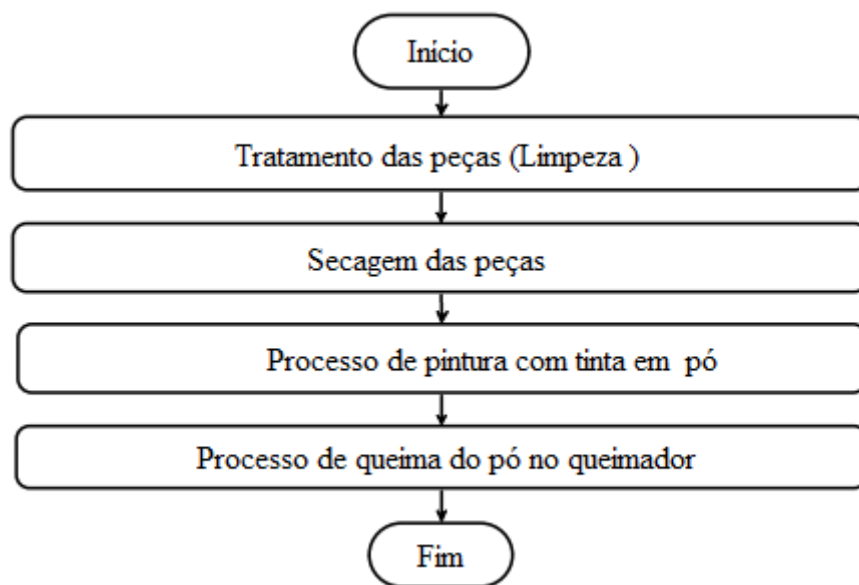 Início
Tratamento das peças (Limpeza )
Secagem das peças
Processo de pintura com tinta em pó
Processo de queima do pó no queimador
Fim